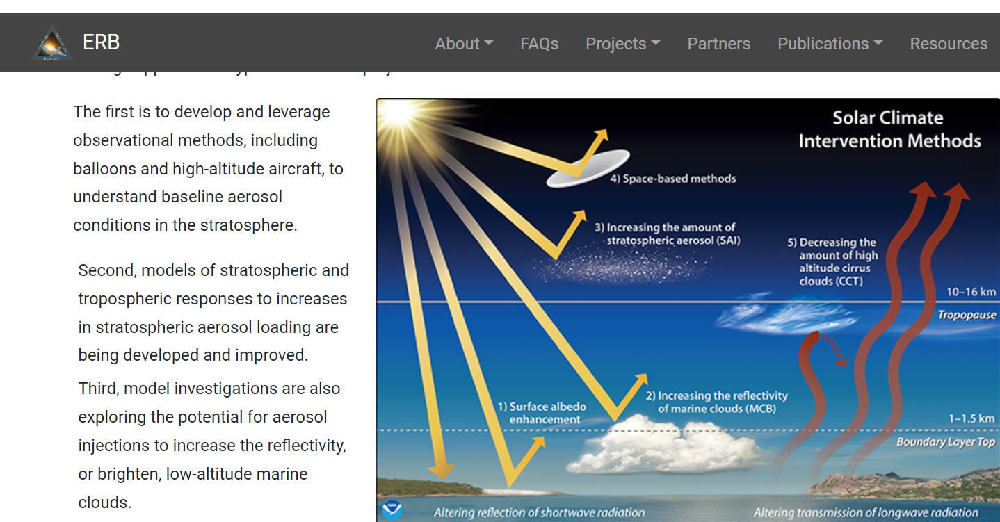 ERB
About
FAQs
Projects
Partners
Publications
Resources
The first is to develop and leverage
observational methods, including
balloons and high-altitude aircraft, to
understand baseline aerosol
conditions in the stratosphere.
Second, models of stratospheric and
tropospheric responses to increases
in stratospheric aerosol loading are
being developed and improved.
Third, model investigations are also
exploring the potential for aerosol
injections to increase the reflectivity,
or brighten, low-altitude marine
clouds.
Solar Climate
Intervention Methods
4) Space-based methods
3) Increasing the amount of
stratospheric aerosol (SAI)
5) Decreasing the
amount of high
altitude cirrus
clouds (CCT)
10–16 km
Tropopause
2) Increasing the reflectivity
of marine clouds (MCB)
1) Surface albedo
enhancement
1–1.5 km
Boundary Layer Top
Altering reflection of shortwave radiation
Altering transmission of longwave radiation